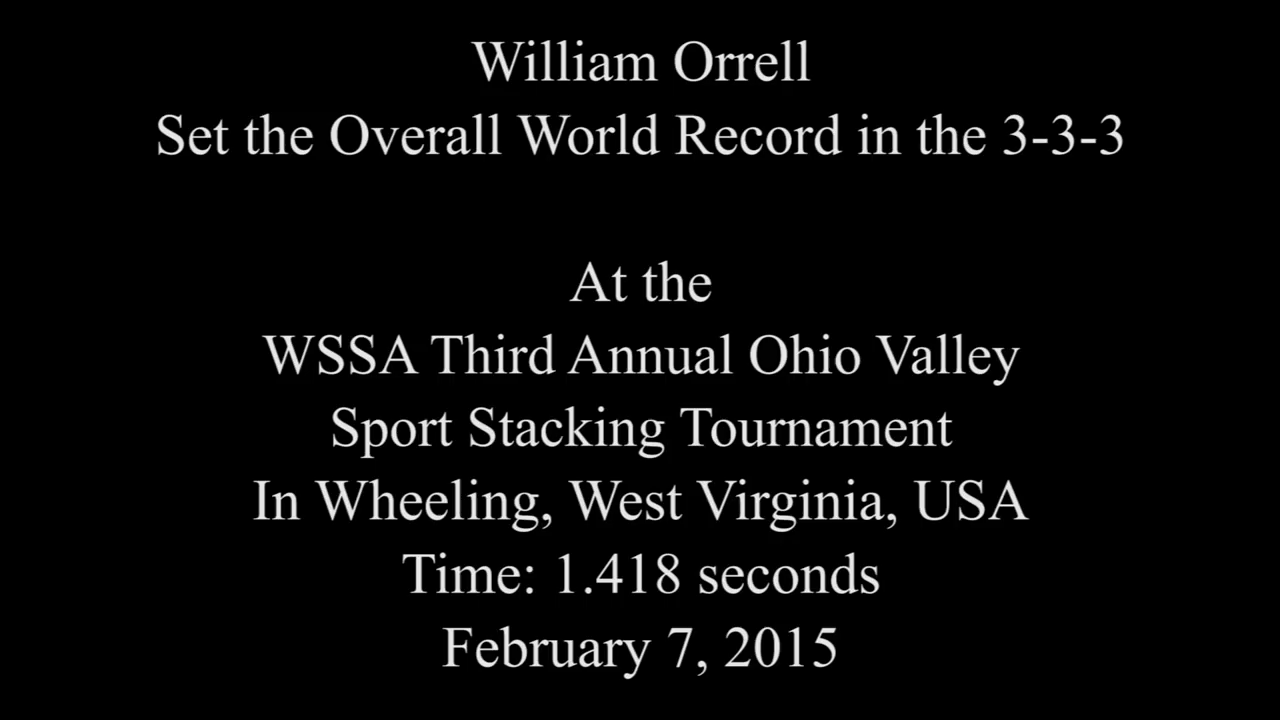 William Orrell
Set the Overall World Record in the 3-3-3
At the
WSSA Third Annual Ohio Valley
Sport Stacking Tournament
In Wheeling, West Virginia, USA
Time: 1.418 seconds
February 7, 2015